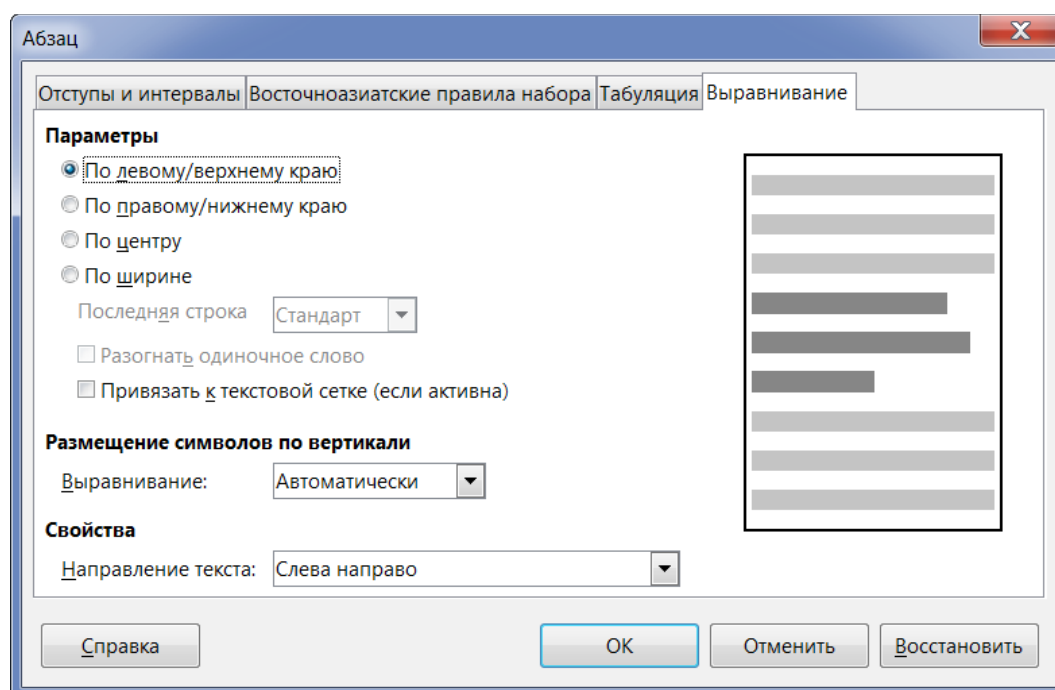 Абзац
Отступы и интервалы Восточноазиатские правила набора Табуляция Выравнивание
Параметры
По левому/верхнему краю
По правому/нижнему краю
По центру
По ширине
Последняя строка Стандарт
Разогнать одиночное слово
Привязать к текстовой сетке (если активна)
Размещение символов по вертикали
Выравнивание: Автоматически
Свойства
Направление текста: Слева направо
Справка ОК Отменить Восстановить